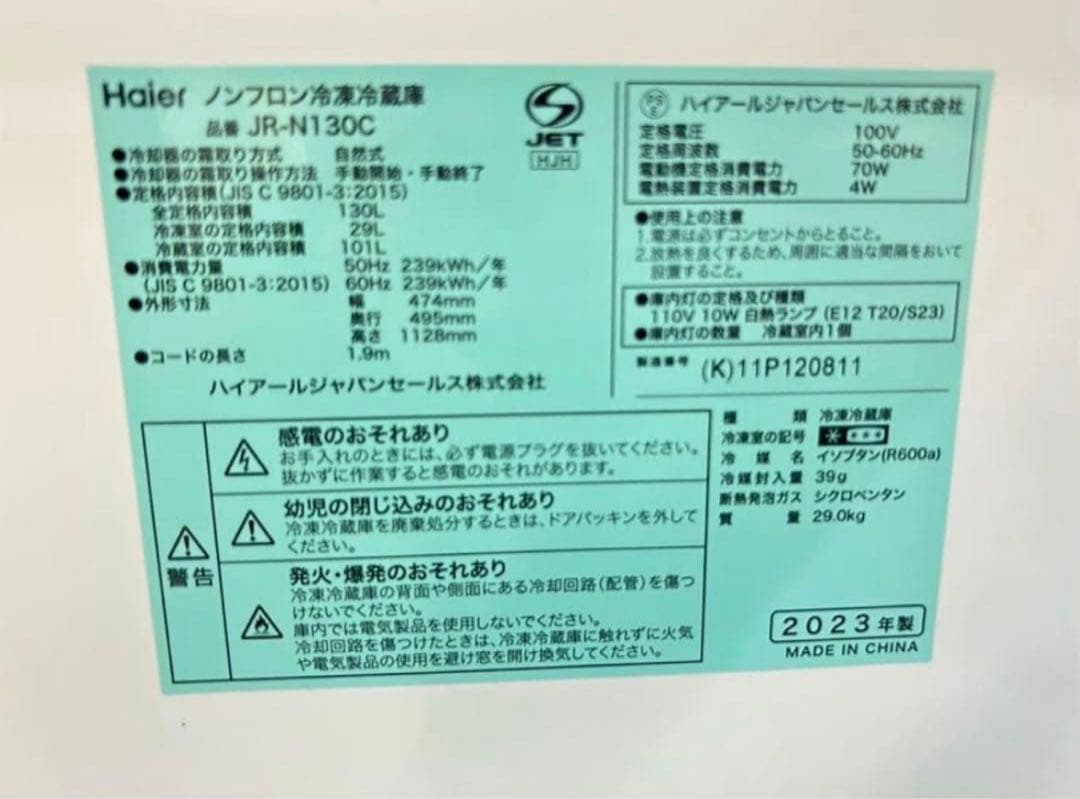 Haier ノンフロン冷凍冷蔵庫
品番 JR-N130C
●冷却器の霜取り方式 自然式
●冷却器の霜取り操作方法 手動開始・手動終了
●定格内容積(JIS C 9801-3:2015)
全定格内容積 130L
冷凍室の定格内容積 29L
冷蔵室の定格内容積 101L
●消費電力量 50Hz 239kWh/年
(JIS C 9801-3:2015) 60Hz 239kWh/年
●外形寸法 幅 474mm
奥行 495mm
高さ 1128mm
●コードの長さ 1.9m
ハイアールジャパンセールス株式会社
JET
HJH
PS
E
ハイアールジャパンセールス株式会社
定格電圧 100V
定格周波数 50-60Hz
電動機定格消費電力 70W
電熱装置定格消費電力 4W
●使用上の注意
1.電源は必ずコンセントからとること。
2.放熱を良くするため、周囲に適当な間隔をおいて
設置すること。
●庫内灯の定格及び種類
110V 10W 白熱ランプ (E12 T20/S23)
●庫内灯の数量 冷蔵室内1個
製造番号 (K)11P120811
種類 冷凍冷蔵庫
冷凍室の記号
冷媒名 イソブタン(R600a)
冷媒封入量 39g
断熱発泡ガス シクロペンタン
質量 29.0kg
2023年製
MADE IN CHINA
警告
感電のおそれあり
お手入れのときには、必ず電源プラグを抜いてください。
抜かずに作業すると感電のおそれがあります。
幼児の閉じ込みのおそれあり
冷凍冷蔵庫を廃棄処分するときは、ドアパッキンを外して
ください。
発火・爆発のおそれあり
冷凍冷蔵庫の背面や側面にある冷却回路(配管)を傷つ
けないでください。
庫内では電気製品を使用しないでください。
冷却回路を傷つけたときは、冷凍冷蔵庫に触れずに火気
や電気製品の使用を避け窓を開け換気してください。